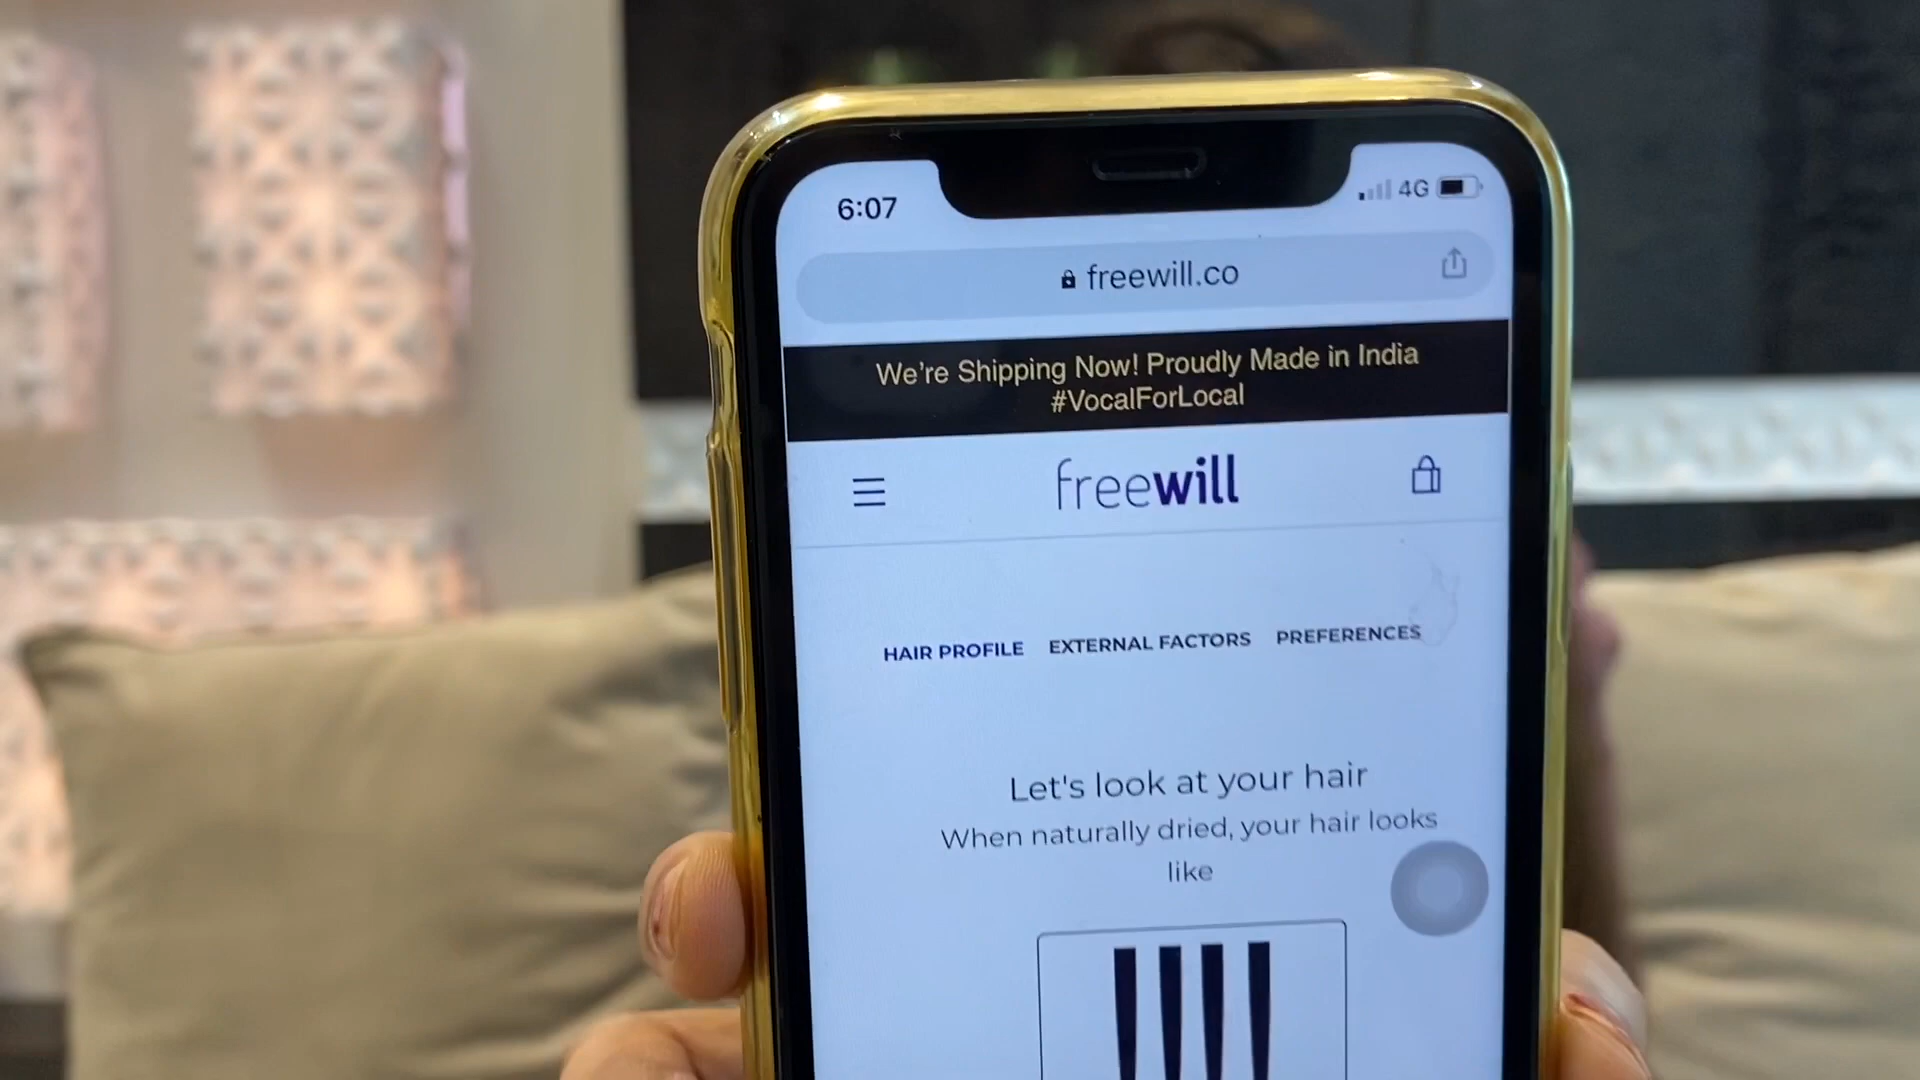 6:07
4G
freewill.co
We're Shipping Now! Proudly Made in India
#VocalForLocal
freewill
HAIR PROFILE EXTERNAL FACTORS PREFERENCES
Let's look at your hair
When naturally dried, your hair looks
like